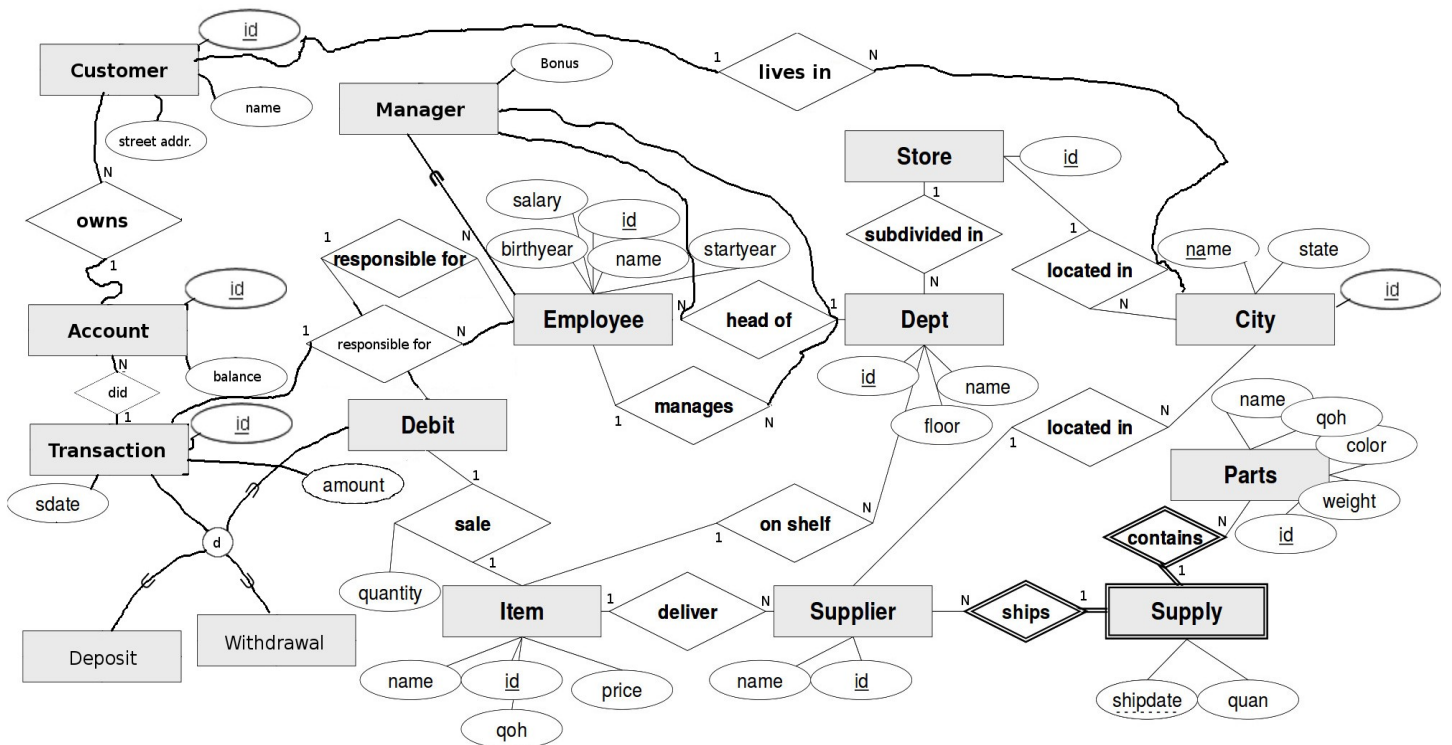 id
Customer
name
street addr.
N
owns
1
id
Account
balance
N
did
1
id
Transaction
amount
sdate
d
Deposit
Withdrawal
Bonus
Manager
1
lives in
N
salary
id
birthyear
name
startyear
1
responsible for
N
1
responsible for
N
Employee
N
head of
1
1
manages
N
Debit
1
sale
1
quantity
Store
id
1
subdivided in
N
Dept
id
name
floor
1
located in
N
name
state
City
id
1
located in
N
name
qoh
color
Parts
weight
id
N
contains
1
1
on shelf
N
Item
1
deliver
N
Supplier
N
ships
1
Supply
name
id
price
qoh
name
id
shipdate
quan